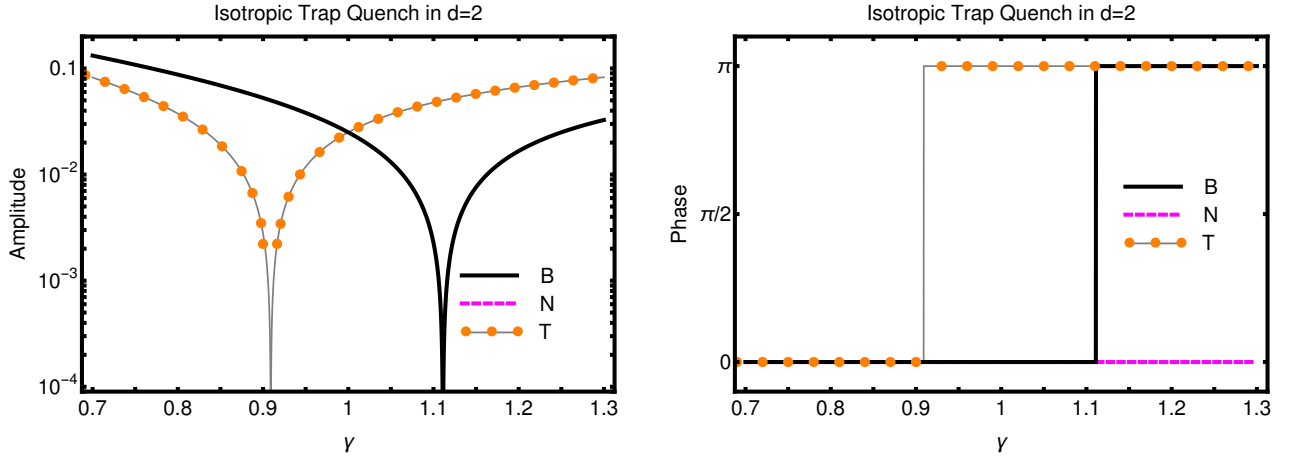 Isotropic Trap Quench in d=2
Amplitude
0.1
10⁻²
10⁻³
10⁻⁴
B
N
T
0.7 0.8 0.9 1 1.1 1.2 1.3
γ
Isotropic Trap Quench in d=2
Phase
π
π/2
0
B
N
T
0.7 0.8 0.9 1 1.1 1.2 1.3
γ